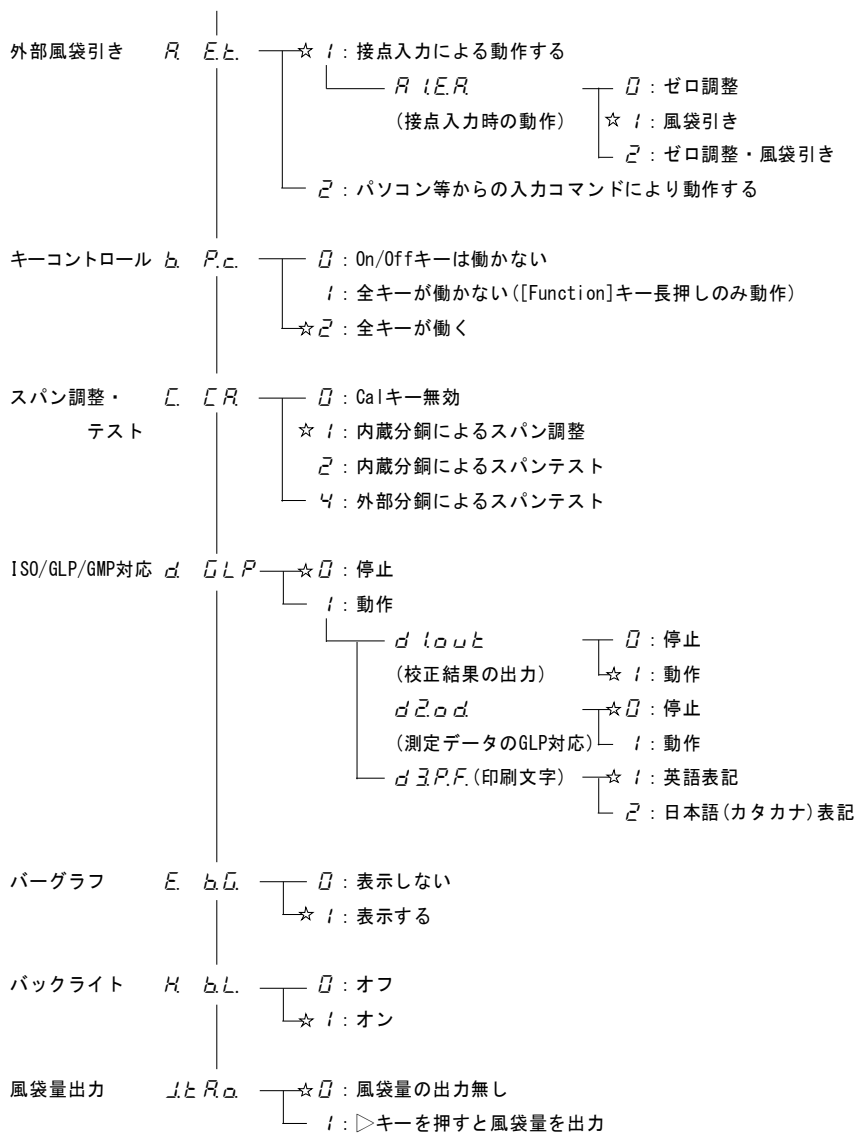 外部風袋引き A. E.t. ☆ 1 : 接点入力による動作する
A 1.E.A. 0 : ゼロ調整
(接点入力時の動作) ☆ 1 : 風袋引き
2 : ゼロ調整・風袋引き
2 : パソコン等からの入力コマンドにより動作する
キーコントロール b. P.c. 0 : On/Offキーは働かない
1 : 全キーが働かない([Function]キー長押しのみ動作)
☆ 2 : 全キーが働く
スパン調整・ C. CA 0 : Calキー無効
テスト ☆ 1 : 内蔵分銅によるスパン調整
2 : 内蔵分銅によるスパンテスト
4 : 外部分銅によるスパンテスト
ISO/GLP/GMP対応 d. GLP ☆ 0 : 停止
1 : 動作
d 1.out 0 : 停止
(校正結果の出力) ☆ 1 : 動作
d 2.o d. ☆ 0 : 停止
(測定データのGLP対応) 1 : 動作
d 3.P.F. (印刷文字) ☆ 1 : 英語表記
2 : 日本語(カタカナ)表記
バーグラフ E. b.G. 0 : 表示しない
☆ 1 : 表示する
バックライト H. b.L. 0 : オフ
☆ 1 : オン
風袋量出力 J.t A.o. ☆ 0 : 風袋量の出力無し
1 : ▷キーを押すと風袋量を出力